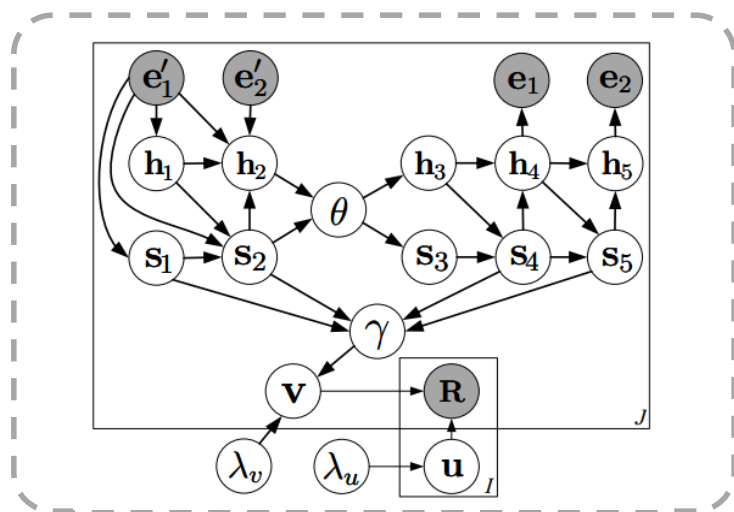 e′₁ e′₂ e₁ e₂
h₁ h₂ h₃ h₄ h₅
θ
s₁ s₂ s₃ s₄ s₅
γ
v R
J
λᵥ λᵤ u I